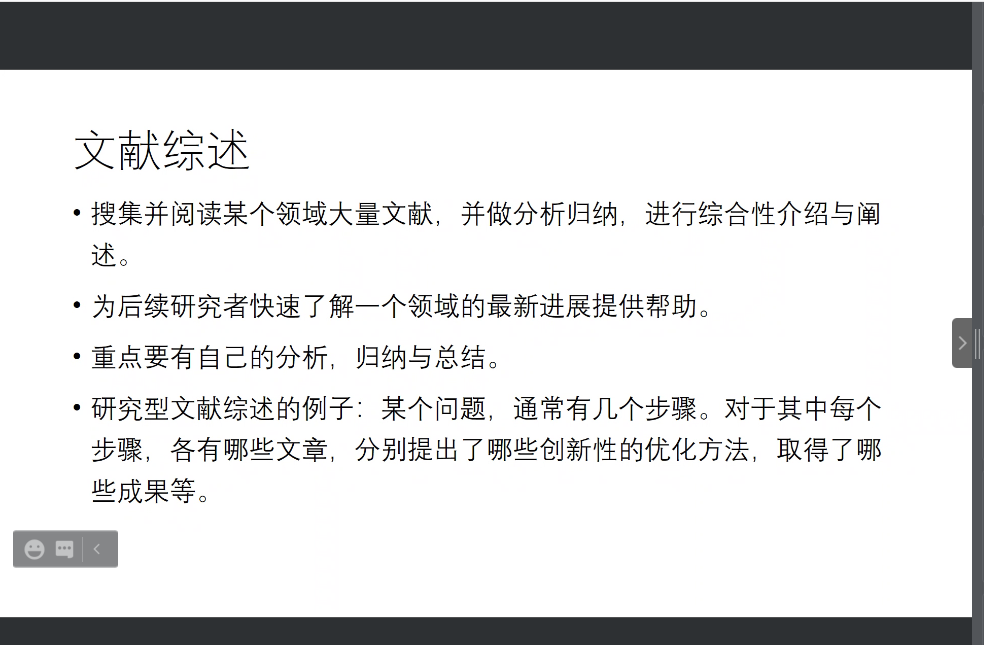 文献综述
• 搜集并阅读某个领域大量文献，并做分析归纳，进行综合性介绍与阐
述。
• 为后续研究者快速了解一个领域的最新进展提供帮助。
• 重点要有自己的分析，归纳与总结。
• 研究型文献综述的例子：某个问题，通常有几个步骤。对于其中每个
步骤，各有哪些文章，分别提出了哪些创新性的优化方法，取得了哪
些成果等。